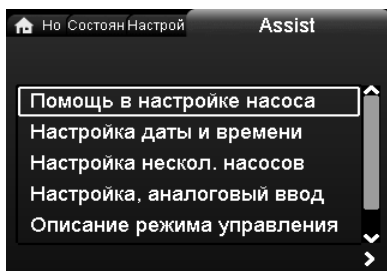 Но Состоян Настрой Assist
Помощь в настройке насоса
Настройка даты и времени
Настройка нескол. насосов
Настройка, аналоговый ввод
Описание режима управления